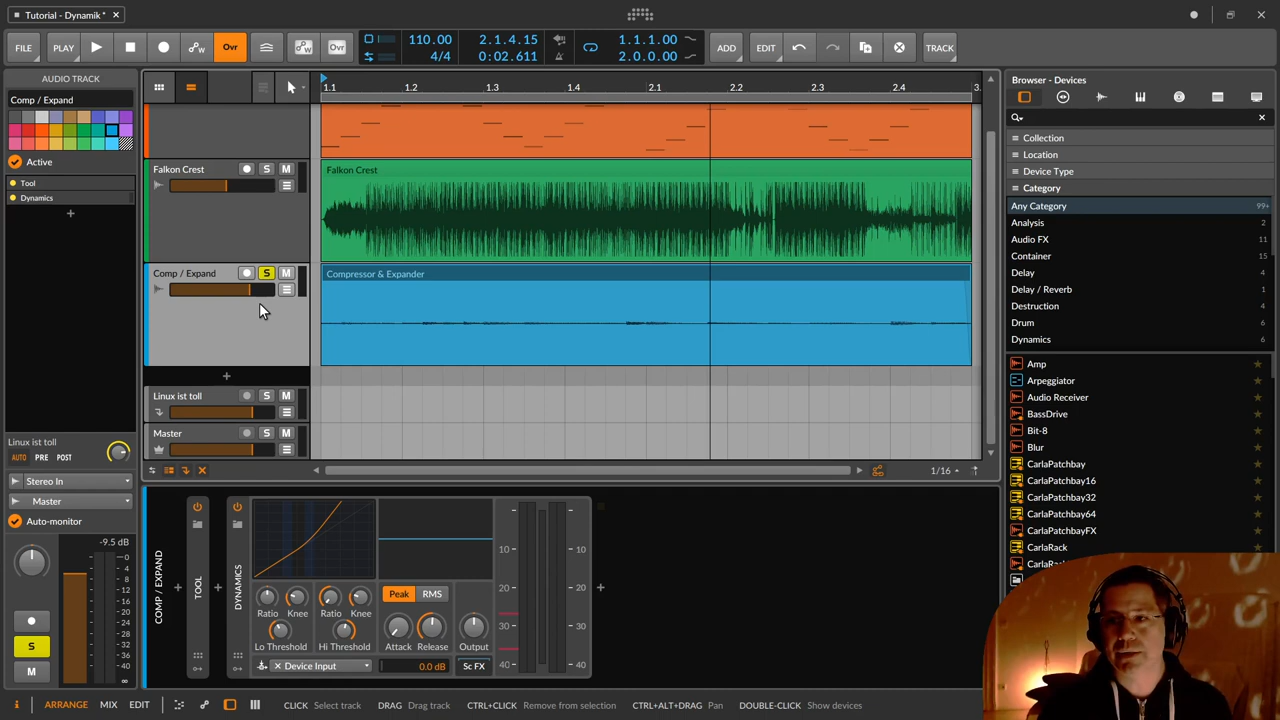 Tutorial - Dynamik *
FILE
PLAY
Ovr
Ovr
110.00
4/4
2.1.4.15
0:02.611
1.1.1.00
2.0.0.00
ADD
EDIT
TRACK
AUDIO TRACK
Comp / Expand
Active
Tool
Dynamics
Linux ist toll
AUTO PRE POST
Stereo In
Master
Auto-monitor
-9.5 dB
0
4
8
12
16
20
24
28
32
36
40
∞
S
M
1.1
1.2
1.3
1.4
2.1
2.2
2.3
2.4
3.
Falkon Crest
S
M
Falkon Crest
Comp / Expand
S
M
Compressor & Expander
Linux ist toll
S
M
Master
S
M
1/16
COMP / EXPAND
TOOL
DYNAMICS
Ratio
Knee
Ratio
Knee
Lo Threshold
Hi Threshold
Device Input
Peak
RMS
Attack
Release
0.0 dB
Output
Sc FX
10
20
30
40
10
20
30
40
Browser - Devices
Collection
Location
Device Type
Category
Any Category 99+
Analysis 2
Audio FX 11
Container 15
Delay 4
Delay / Reverb 1
Destruction 4
Drum 6
Dynamics 6
Amp
Arpeggiator
Audio Receiver
BassDrive
Bit-8
Blur
CarlaPatchbay
CarlaPatchbay16
CarlaPatchbay32
CarlaPatchbay64
CarlaPatchbayFX
CarlaRack
i
ARRANGE
MIX
EDIT
CLICK Select track
DRAG Drag track
CTRL+CLICK Remove from selection
CTRL+ALT+DRAG Pan
DOUBLE-CLICK Show devices